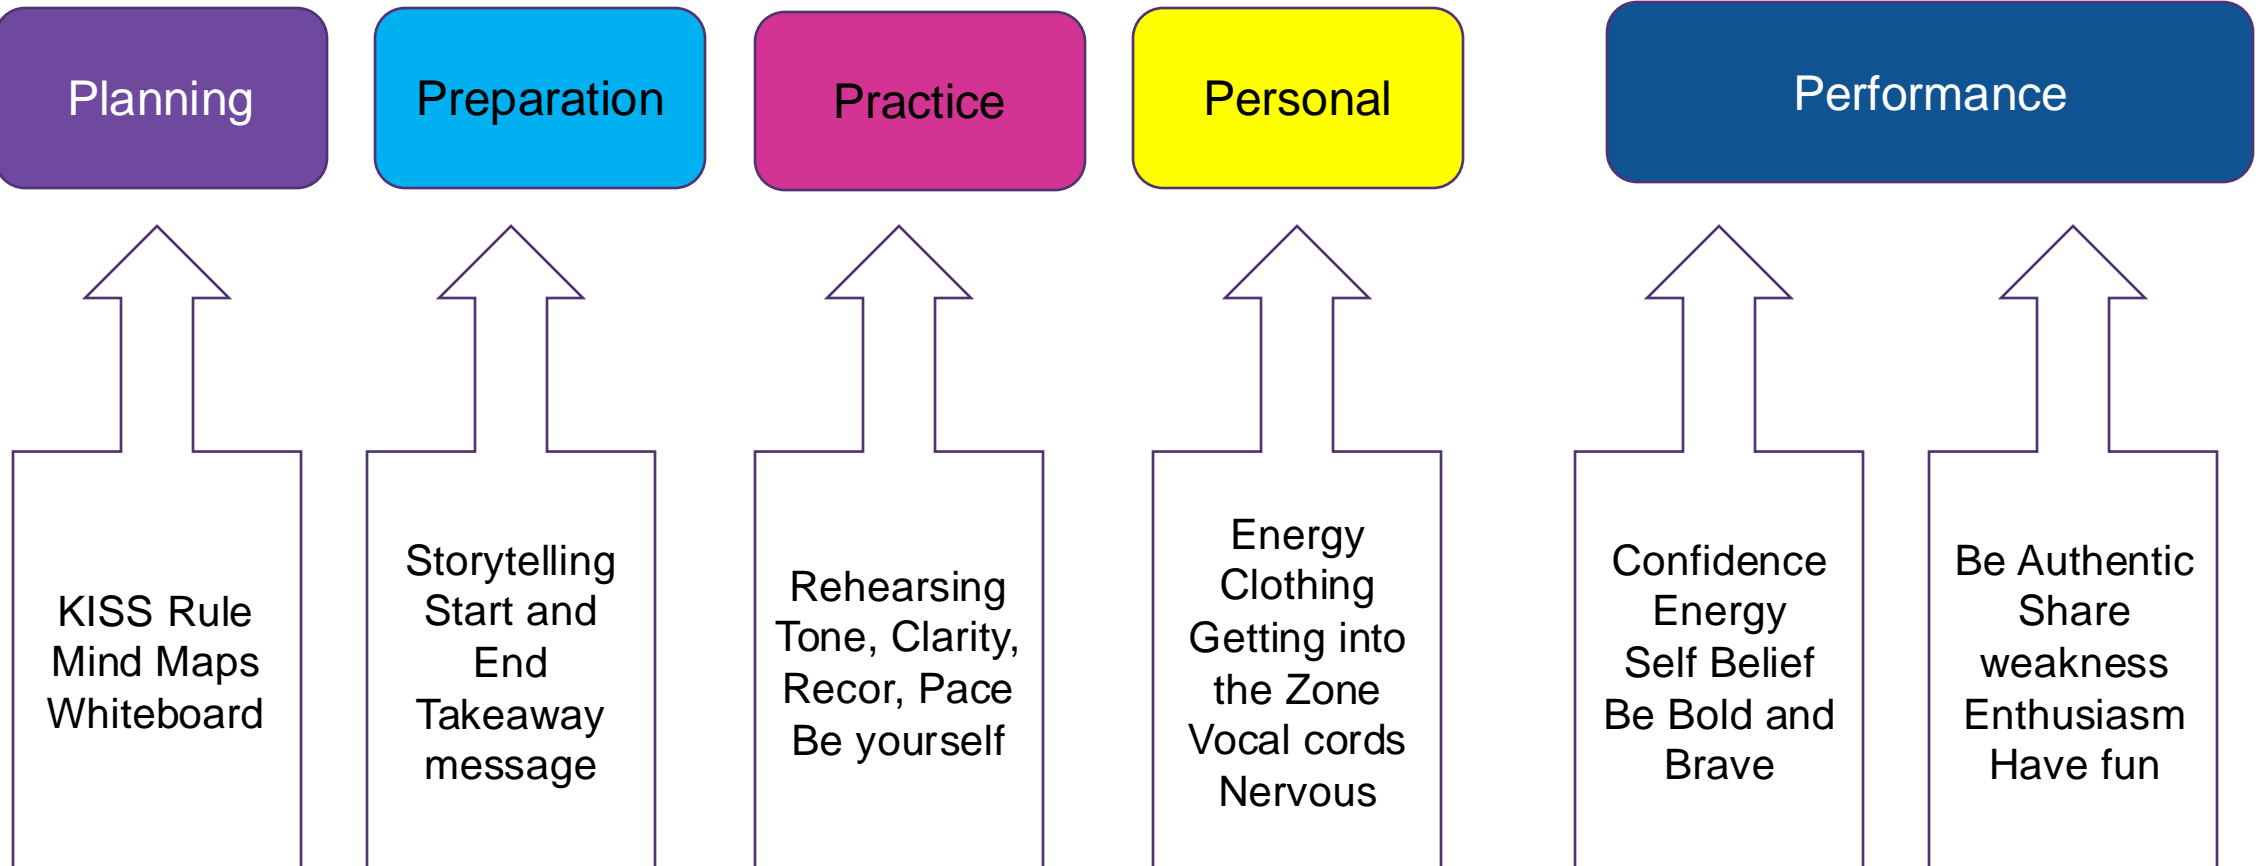 Planning
Preparation
Practice
Personal
Performance
KISS Rule
Mind Maps
Whiteboard
Storytelling
Start and
End
Takeaway
message
Rehearsing
Tone, Clarity,
Recor, Pace
Be yourself
Energy
Clothing
Getting into
the Zone
Vocal cords
Nervous
Confidence
Energy
Self Belief
Be Bold and
Brave
Be Authentic
Share
weakness
Enthusiasm
Have fun